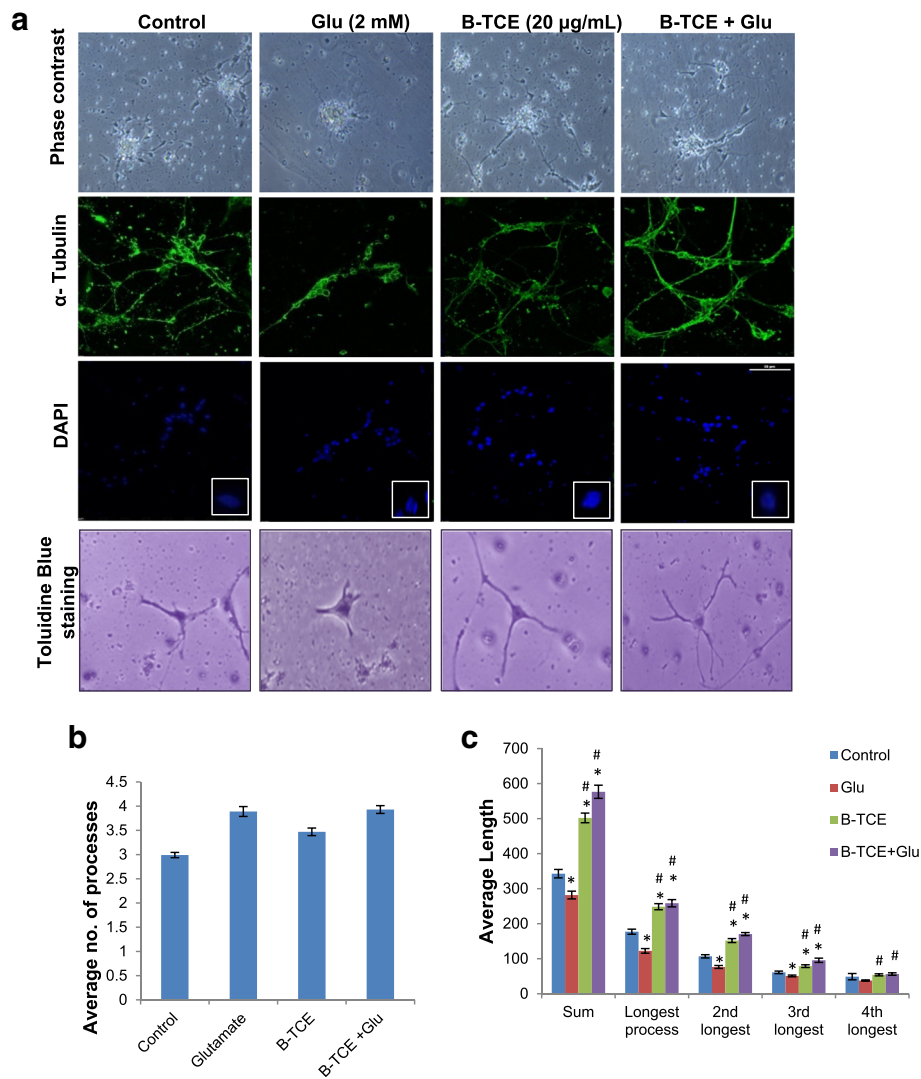 a
Control
Glu (2 mM)
B-TCE (20 µg/mL)
B-TCE + Glu
Phase contrast
α- Tubulin
DAPI
Toluidine Blue
staining
b
Average no. of processes
4.5
4
3.5
3
2.5
2
1.5
1
0.5
0
Control
Glutamate
B-TCE
B-TCE +Glu
c
Average Length
700
600
500
400
300
200
100
0
*
# *
# *
*
# *
# *
*
# *
# *
*
# *
# *
#
#
Sum
Longest
process
2nd
longest
3rd
longest
4th
longest
Control
Glu
B-TCE
B-TCE+Glu